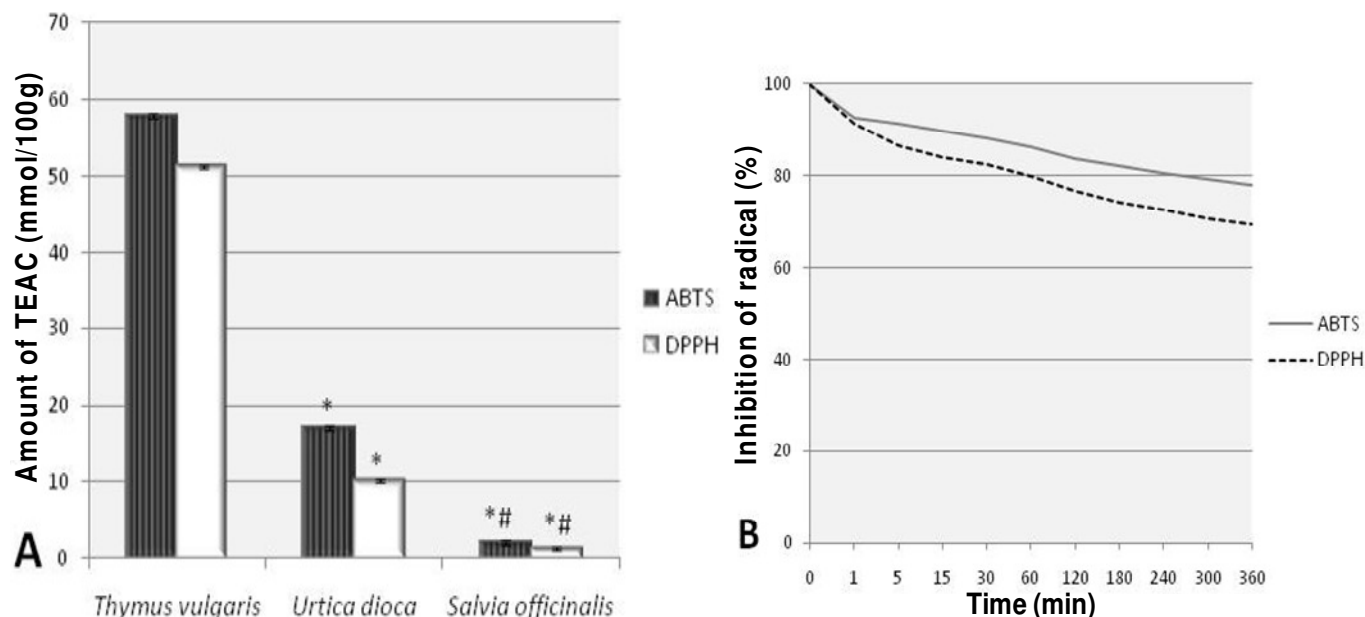 Amount of TEAC (mmol/100g)
70
60
50
40
30
20
10
0
*
*
*#
*#
Thymus vulgaris
Urtica dioca
Salvia officinalis
ABTS
DPPH
A
Inhibition of radical (%)
100
80
60
40
20
0
0 1 5 15 30 60 120 180 240 300 360
Time (min)
ABTS
DPPH
B